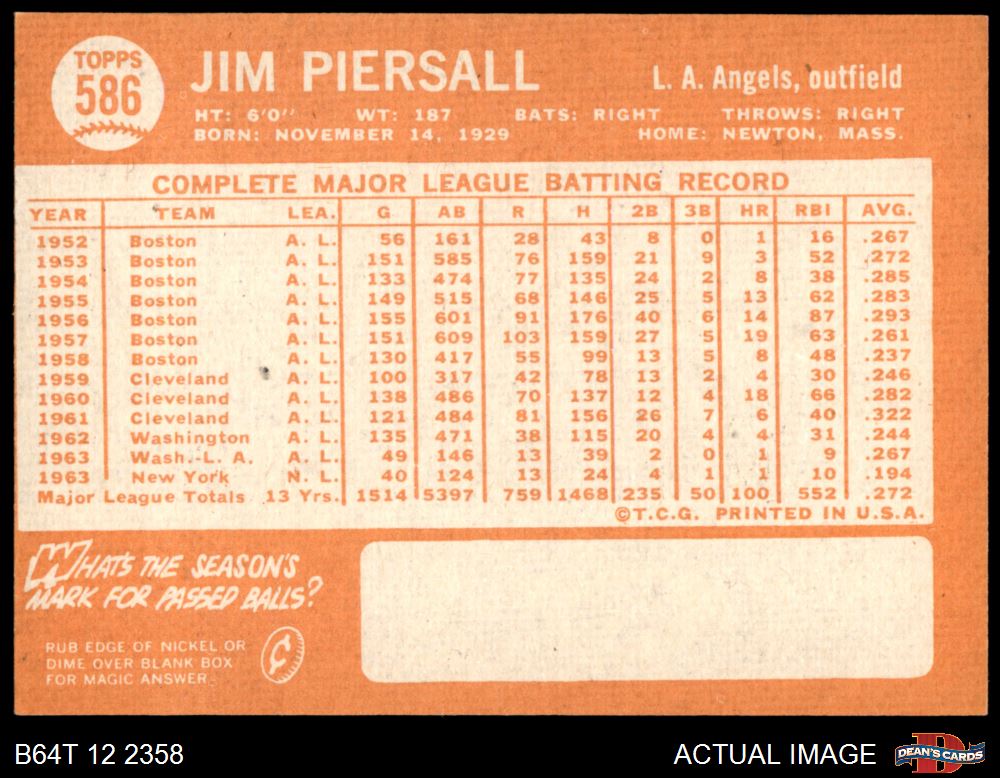 TOPPS
586
JIM PIERSALL
L. A. Angels, outfield
HT: 6'0" WT: 187 BATS: RIGHT THROWS: RIGHT
BORN: NOVEMBER 14, 1929 HOME: NEWTON, MASS.
COMPLETE MAJOR LEAGUE BATTING RECORD
YEAR TEAM LEA. G AB R H 2B 3B HR RBI AVG.
1952 Boston A. L. 56 161 28 43 8 0 1 16 .267
1953 Boston A. L. 151 585 76 159 21 9 3 52 .272
1954 Boston A. L. 133 474 77 135 24 2 8 38 .285
1955 Boston A. L. 149 515 68 146 25 5 13 62 .283
1956 Boston A. L. 155 601 91 176 40 6 14 87 .293
1957 Boston A. L. 151 609 103 159 27 5 19 63 .261
1958 Boston A. L. 130 417 55 99 13 5 8 48 .237
1959 Cleveland A. L. 100 317 42 78 13 2 4 30 .246
1960 Cleveland A. L. 138 486 70 137 12 4 18 66 .282
1961 Cleveland A. L. 121 484 81 156 26 7 6 40 .322
1962 Washington A. L. 135 471 38 115 20 4 4 31 .244
1963 Wash.-L. A. A. L. 49 146 13 39 2 0 1 9 .267
1963 New York N. L. 40 124 13 24 4 1 1 10 .194
Major League Totals 13 Yrs. 1514 5397 759 1468 235 50 100 552 .272
©T.C.G. PRINTED IN U.S.A.
WHAT'S THE SEASON'S
MARK FOR PASSED BALLS?
RUB EDGE OF NICKEL OR
DIME OVER BLANK BOX
FOR MAGIC ANSWER.
¢
B64T 12 2358
ACTUAL IMAGE
D
DEAN'S CARDS